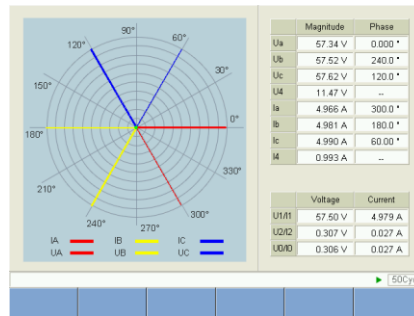 90°
120°
60°
150°
30°
180°
0°
210°
330°
240°
300°
270°
IA IB IC
UA UB UC
Magnitude Phase
Ua 57.34 V 0.000 °
Ub 57.52 V 240.0 °
Uc 57.62 V 120.0 °
U4 11.47 V --
Ia 4.966 A 300.0 °
Ib 4.981 A 180.0 °
Ic 4.990 A 60.00 °
I4 0.993 A --
Voltage Current
U1/I1 57.50 V 4.979 A
U2/I2 0.307 V 0.027 A
U0/I0 0.306 V 0.027 A
50Cy